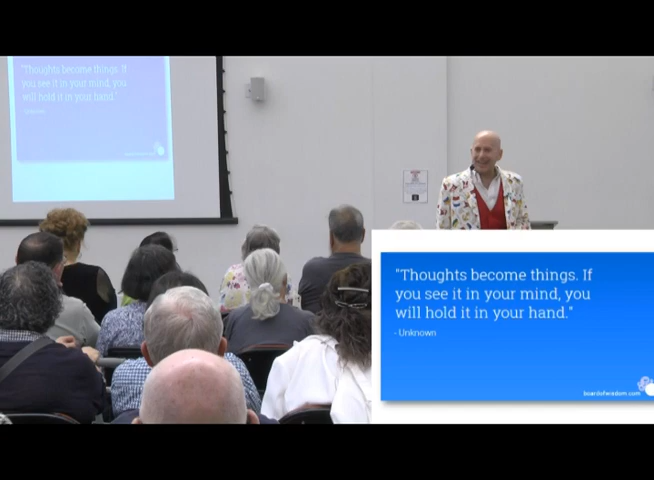 "Thoughts become things. If
you see it in your mind, you
will hold it in your hand."
"Thoughts become things. If
you see it in your mind, you
will hold it in your hand."
- Unknown
boardofwisdom.com